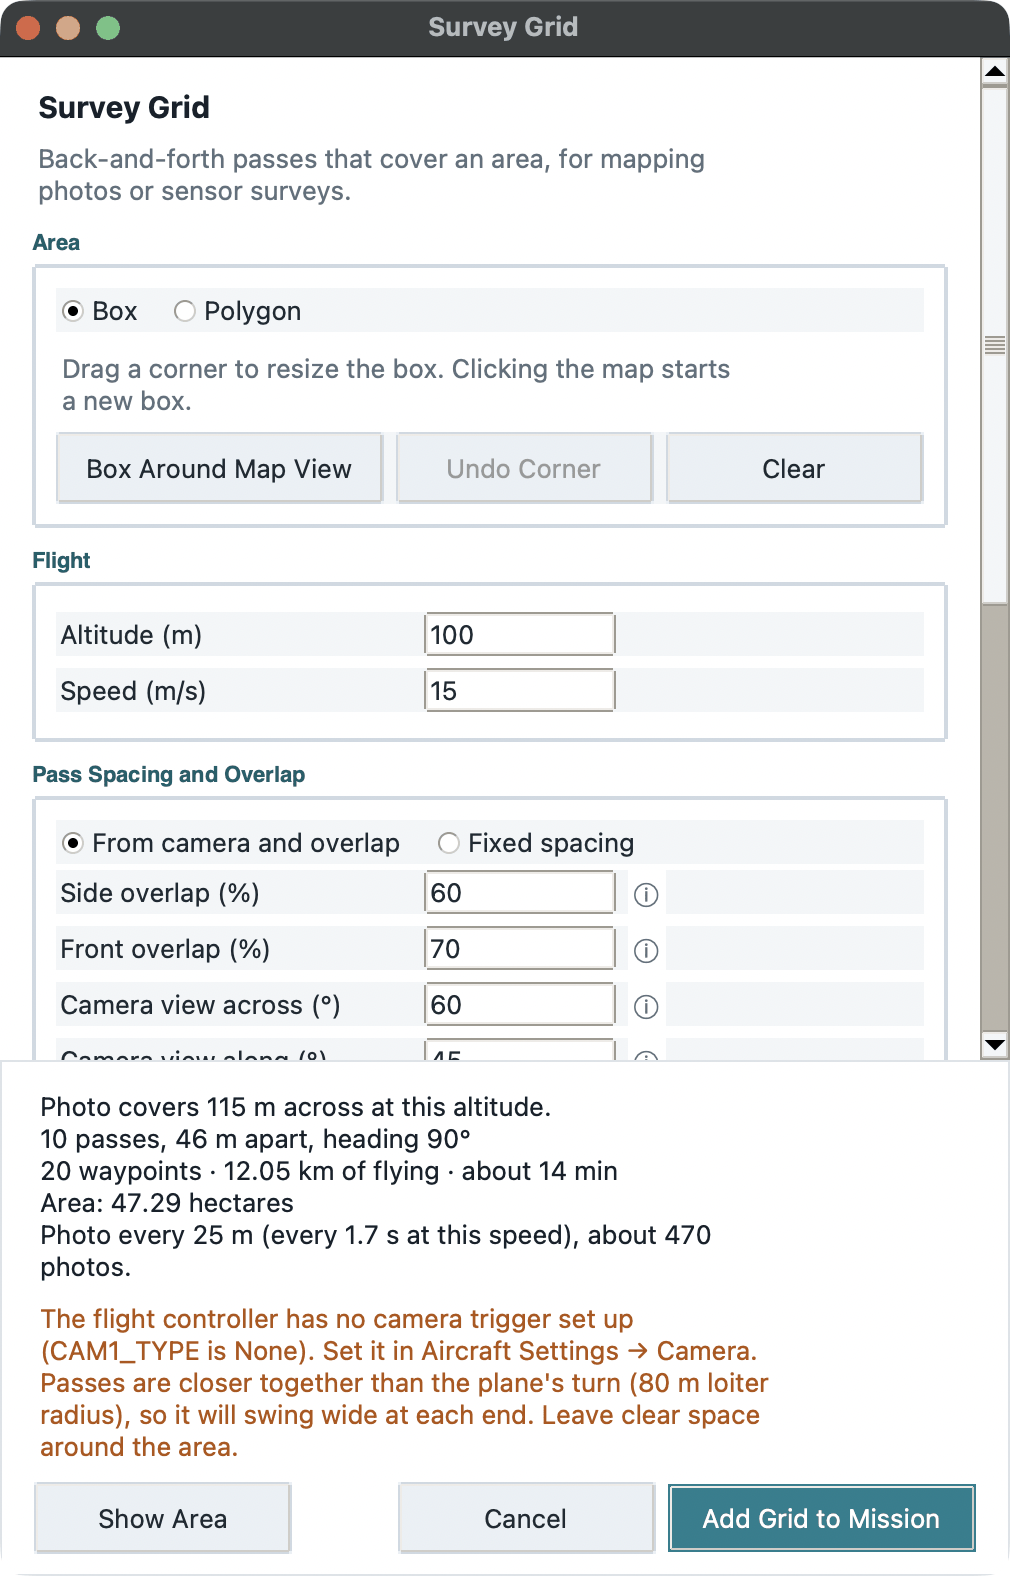 Survey Grid
Survey Grid
Back-and-forth passes that cover an area, for mapping
photos or sensor surveys.
Area
Box Polygon
Drag a corner to resize the box. Clicking the map starts
a new box.
Box Around Map View Undo Corner Clear
Flight
Altitude (m) 100
Speed (m/s) 15
Pass Spacing and Overlap
From camera and overlap Fixed spacing
Side overlap (%) 60
Front overlap (%) 70
Camera view across (°) 60
Camera view along (°) 45
Photo covers 115 m across at this altitude.
10 passes, 46 m apart, heading 90°
20 waypoints · 12.05 km of flying · about 14 min
Area: 47.29 hectares
Photo every 25 m (every 1.7 s at this speed), about 470
photos.
The flight controller has no camera trigger set up
(CAM1_TYPE is None). Set it in Aircraft Settings → Camera.
Passes are closer together than the plane's turn (80 m loiter
radius), so it will swing wide at each end. Leave clear space
around the area.
Show Area Cancel Add Grid to Mission